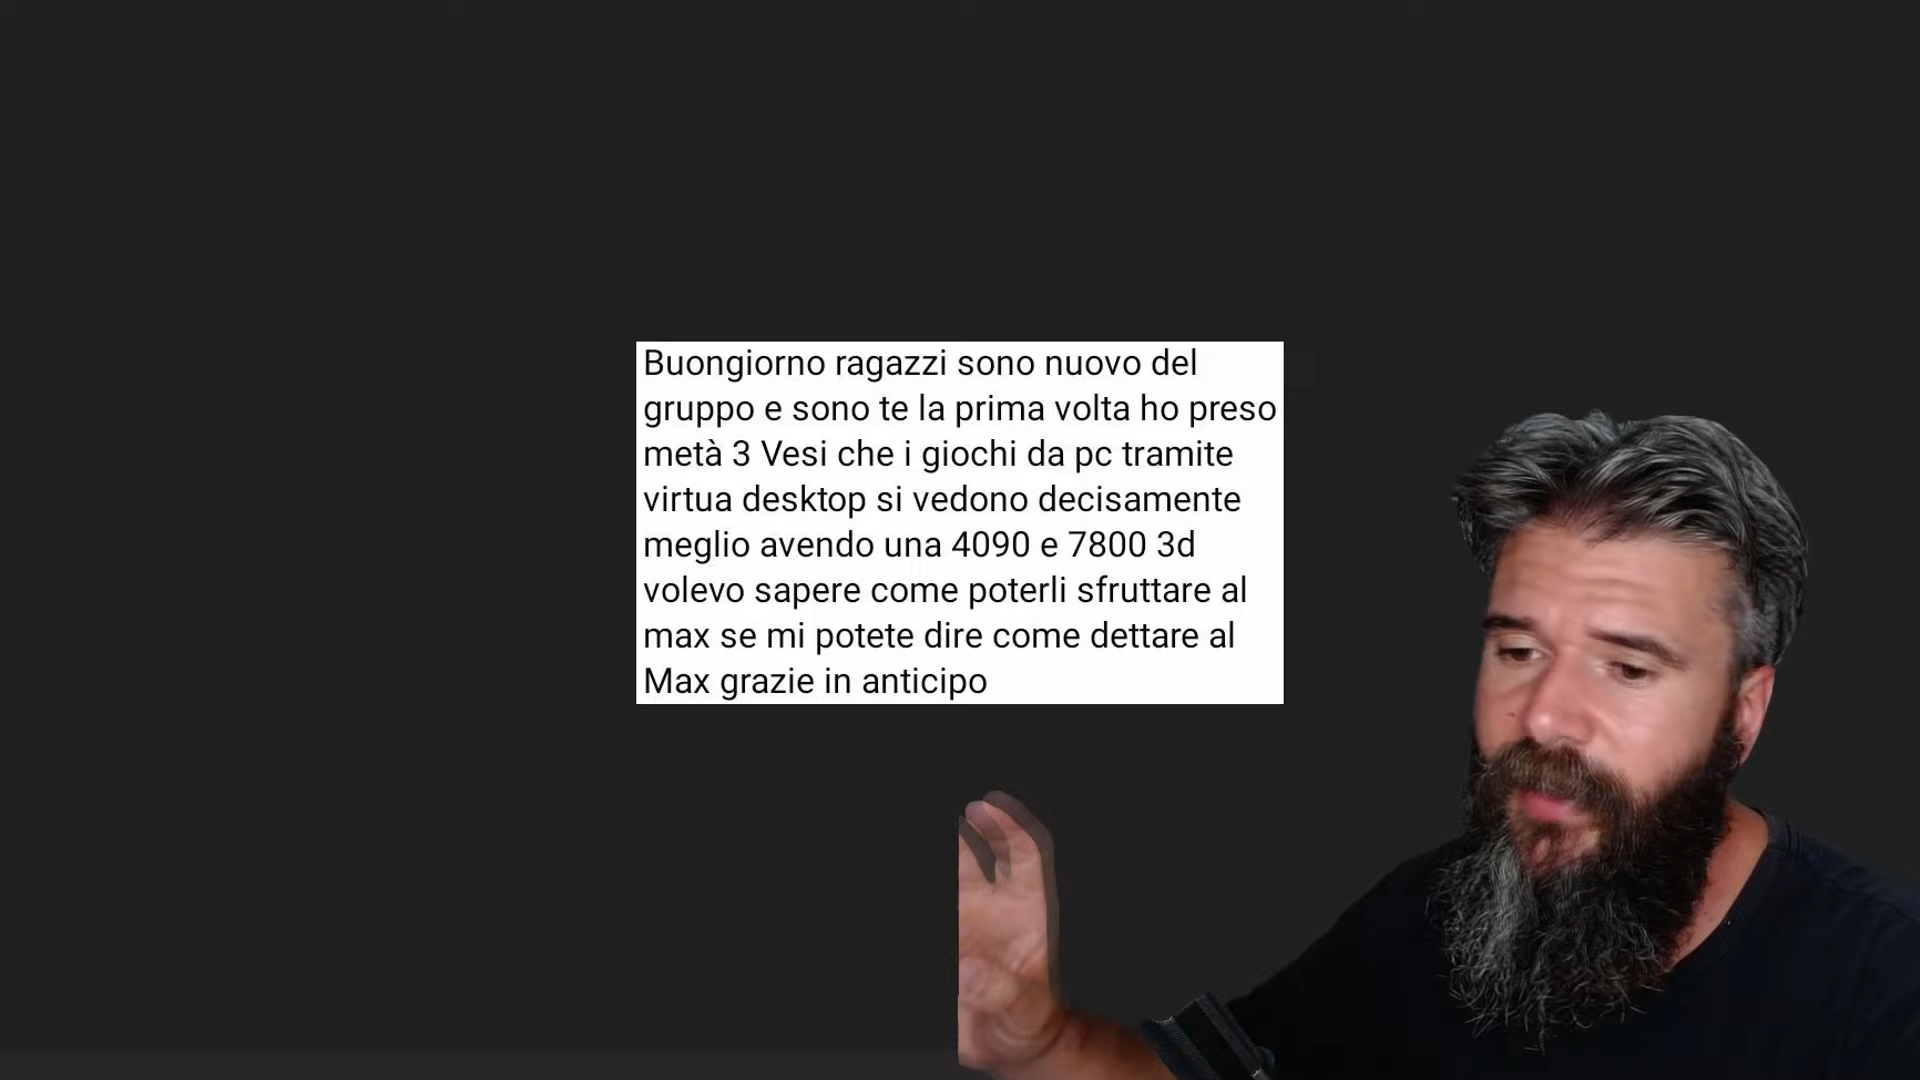 Buongiorno ragazzi sono nuovo del
gruppo e sono te la prima volta ho preso
metà 3 Vesi che i giochi da pc tramite
virtua desktop si vedono decisamente
meglio avendo una 4090 e 7800 3d
volevo sapere come poterli sfruttare al
max se mi potete dire come dettare al
Max grazie in anticipo